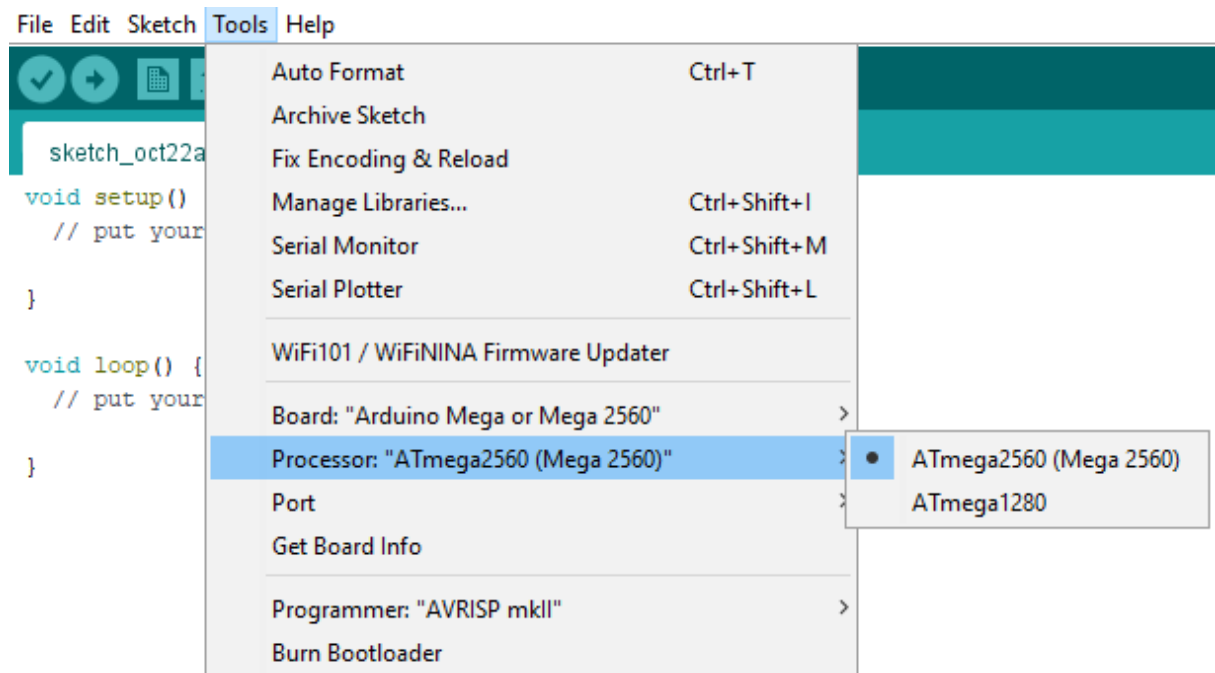 File Edit Sketch Tools Help
sketch_oct22a
void setup()
// put your
}
void loop() {
// put your
}
Auto Format Ctrl+T
Archive Sketch
Fix Encoding & Reload
Manage Libraries... Ctrl+Shift+I
Serial Monitor Ctrl+Shift+M
Serial Plotter Ctrl+Shift+L
WiFi101 / WiFiNINA Firmware Updater
Board: "Arduino Mega or Mega 2560"
Processor: "ATmega2560 (Mega 2560)"
Port
Get Board Info
Programmer: "AVRISP mkII"
Burn Bootloader
ATmega2560 (Mega 2560)
ATmega1280